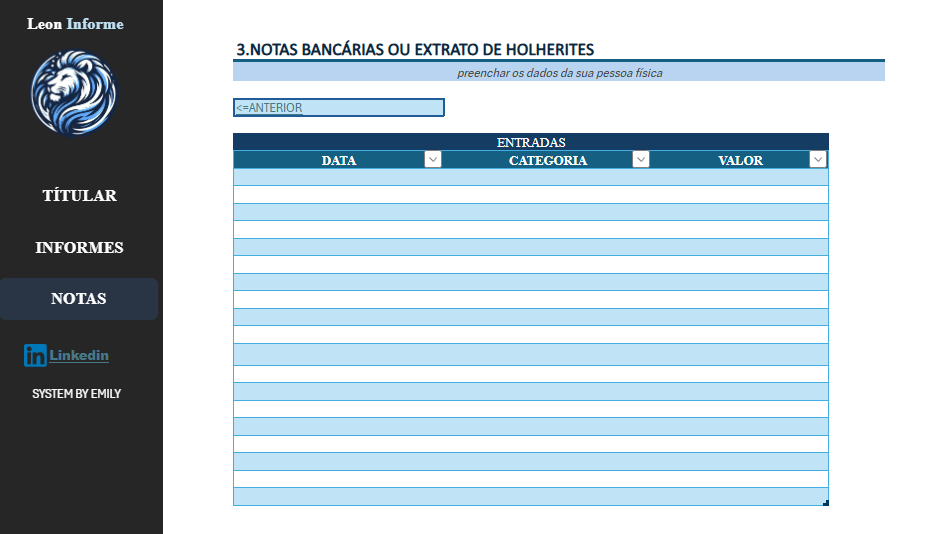 Leon Informe
TÍTULAR
INFORMES
NOTAS
in Linkedin
SYSTEM BY EMILY
3.NOTAS BANCÁRIAS OU EXTRATO DE HOLHERITES
preenchar os dados da sua pessoa física
<=ANTERIOR
ENTRADAS
DATA CATEGORIA VALOR